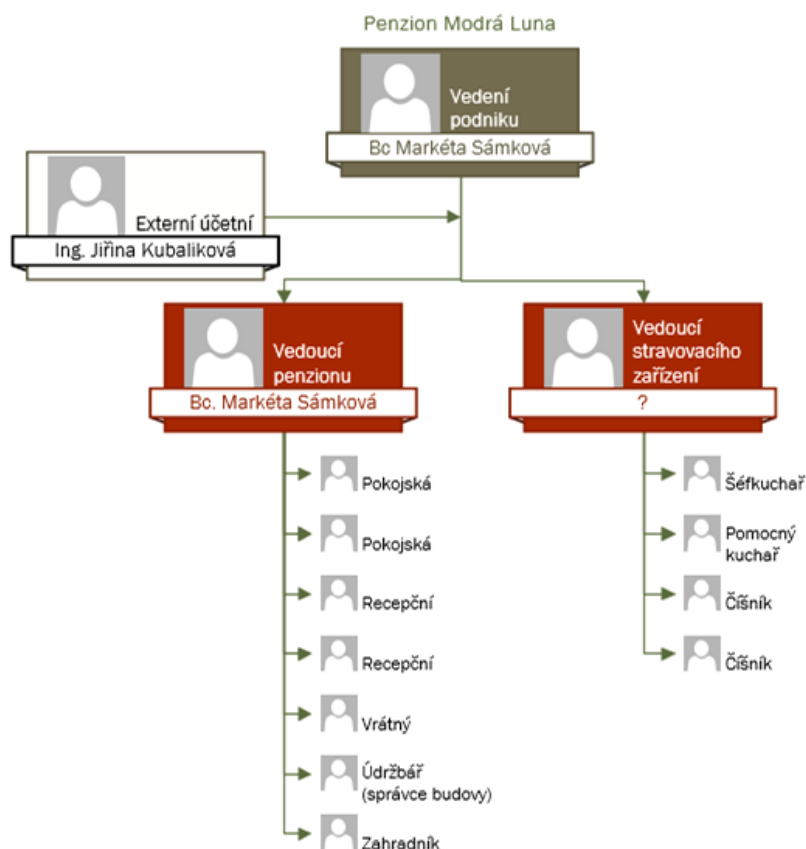 Penzion Modrá Luna
Vedení
podniku
Bc Markéta Sámková
Externí účetní
Ing. Jiřina Kubaliková
Vedoucí
penzionu
Bc. Markéta Sámková
Vedoucí
stravovacího
zařízení
?
Pokojská
Pokojská
Recepční
Recepční
Vrátný
Údržbář
(správce budovy)
Zahradník
Šéfkuchař
Pomocný
kuchař
Číšník
Číšník